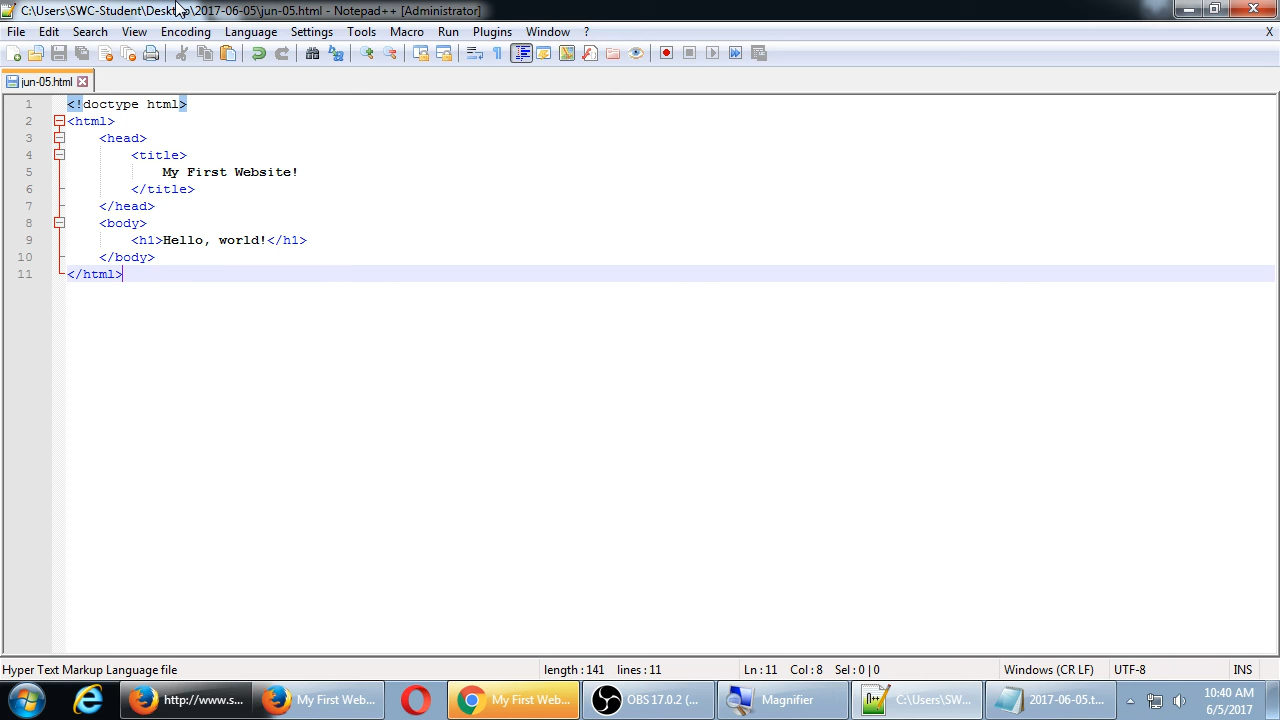 C:\Users\SWC-Student\Desktop\2017-06-05\jun-05.html - Notepad++ [Administrator]
File Edit Search View Encoding Language Settings Tools Macro Run Plugins Window ? X
jun-05.html
1 <!doctype html>
2 <html>
3 <head>
4 <title>
5 My First Website!
6 </title>
7 </head>
8 <body>
9 <h1>Hello, world!</h1>
10 </body>
11 </html>
Hyper Text Markup Language file length : 141 lines : 11 Ln : 11 Col : 8 Sel : 0 | 0 Windows (CR LF) UTF-8 INS
http://www.s... My First Web... My First Web... OBS 17.0.2 (... Magnifier C:\Users\SW... 2017-06-05.t... 10:40 AM
6/5/2017